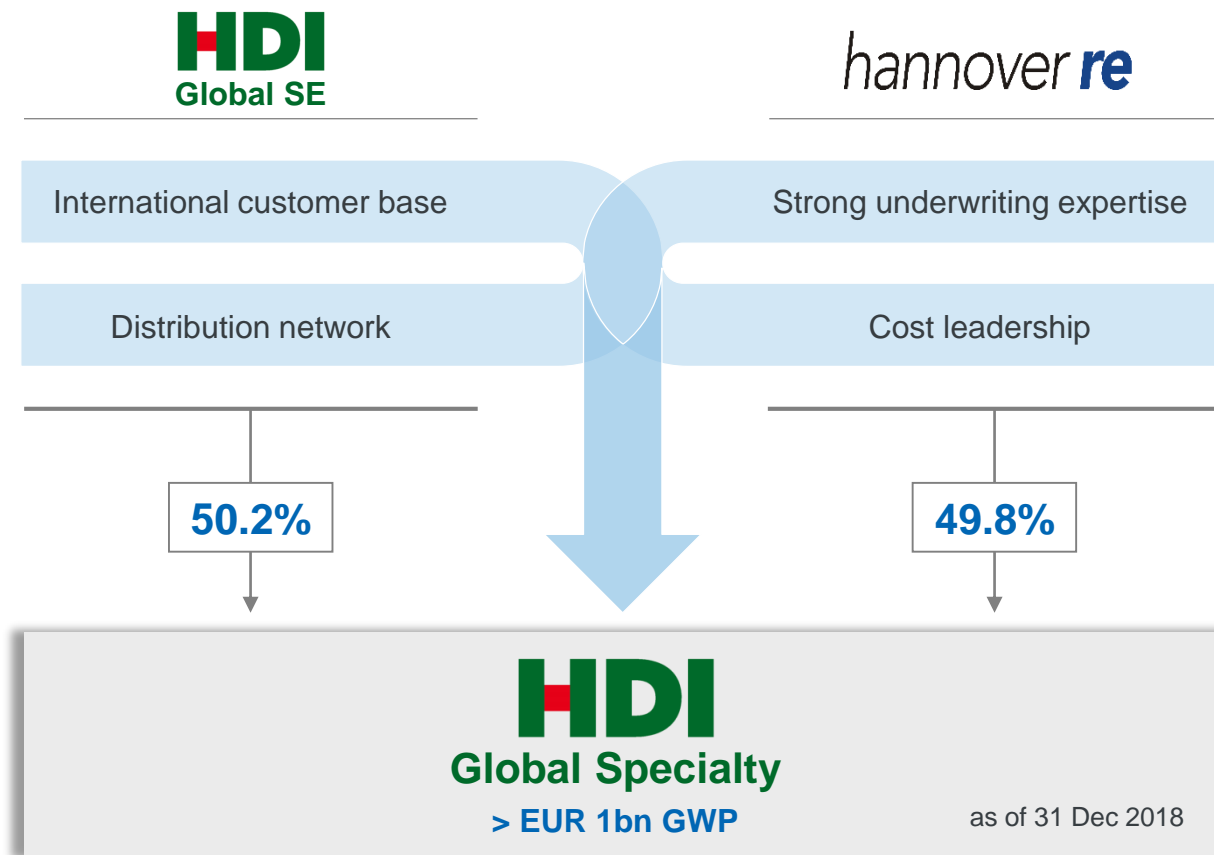 HDI
Global SE
hannover re
International customer base
Strong underwriting expertise
Distribution network
Cost leadership
50.2%
49.8%
HDI
Global Specialty
> EUR 1bn GWP
as of 31 Dec 2018